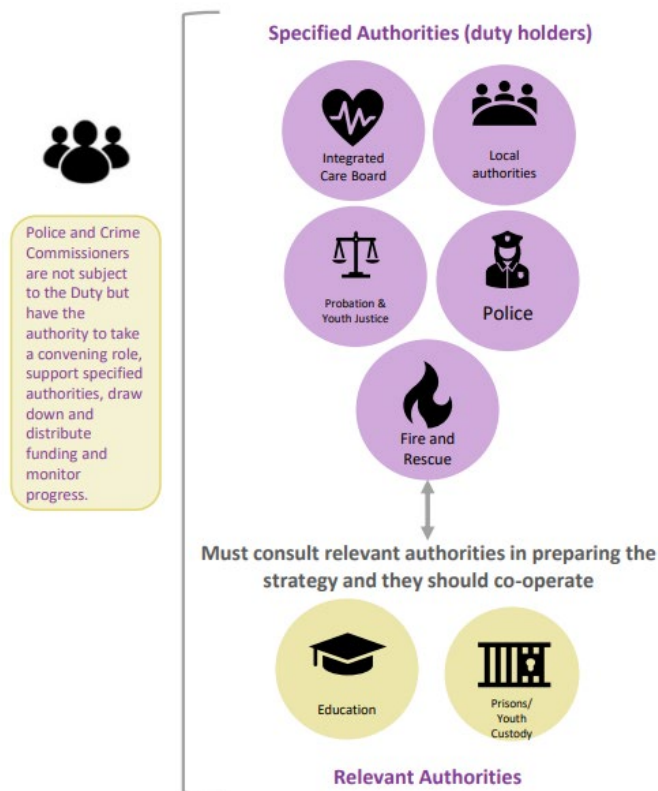 Specified Authorities (duty holders)
Integrated
Care Board
Local
authorities
Police and Crime
Commissioners
are not subject
to the Duty but
have the
authority to take
a convening role,
support specified
authorities, draw
down and
distribute
funding and
monitor
progress.
Probation &
Youth Justice
Police
Fire and
Rescue
Must consult relevant authorities in preparing the
strategy and they should co-operate
Education
Prisons/
Youth
Custody
Relevant Authorities